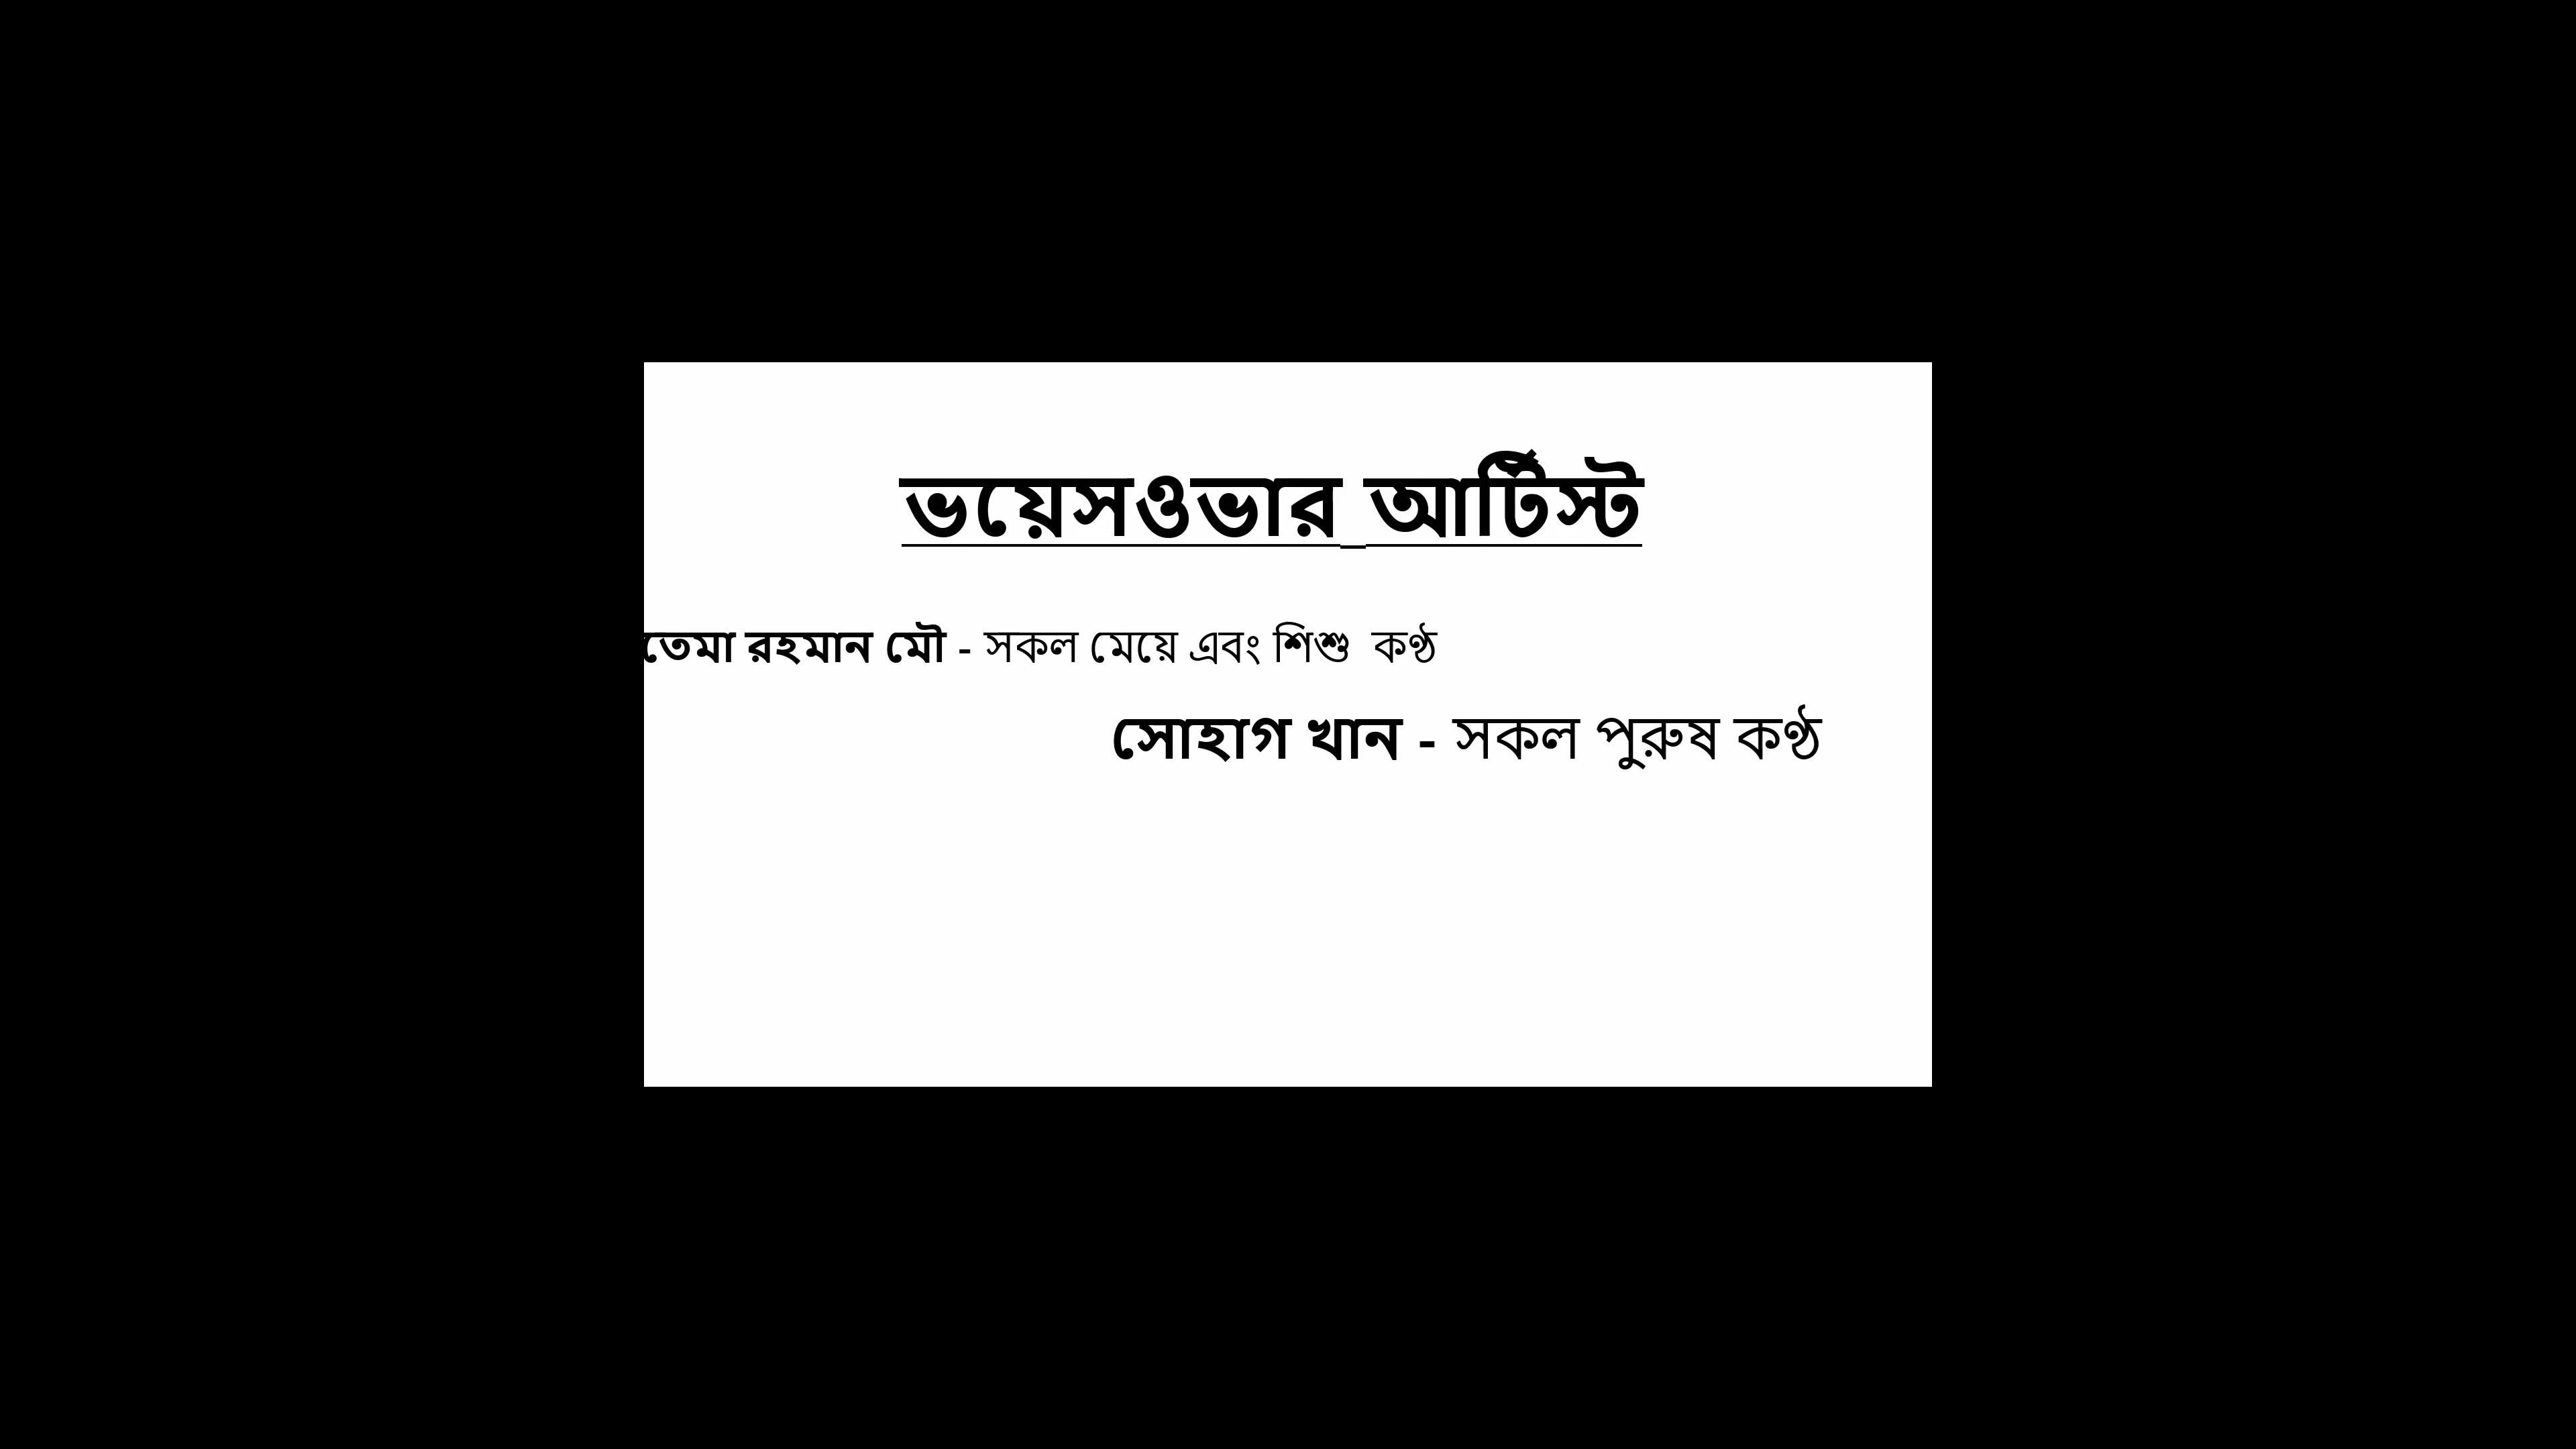 ভয়েসওভার আর্টিস্ট
রহমান মৌ - সকল মেয়ে এবং শিশু কণ্ঠ
সোহাগ খান - সকল পুরুষ কণ্ঠ